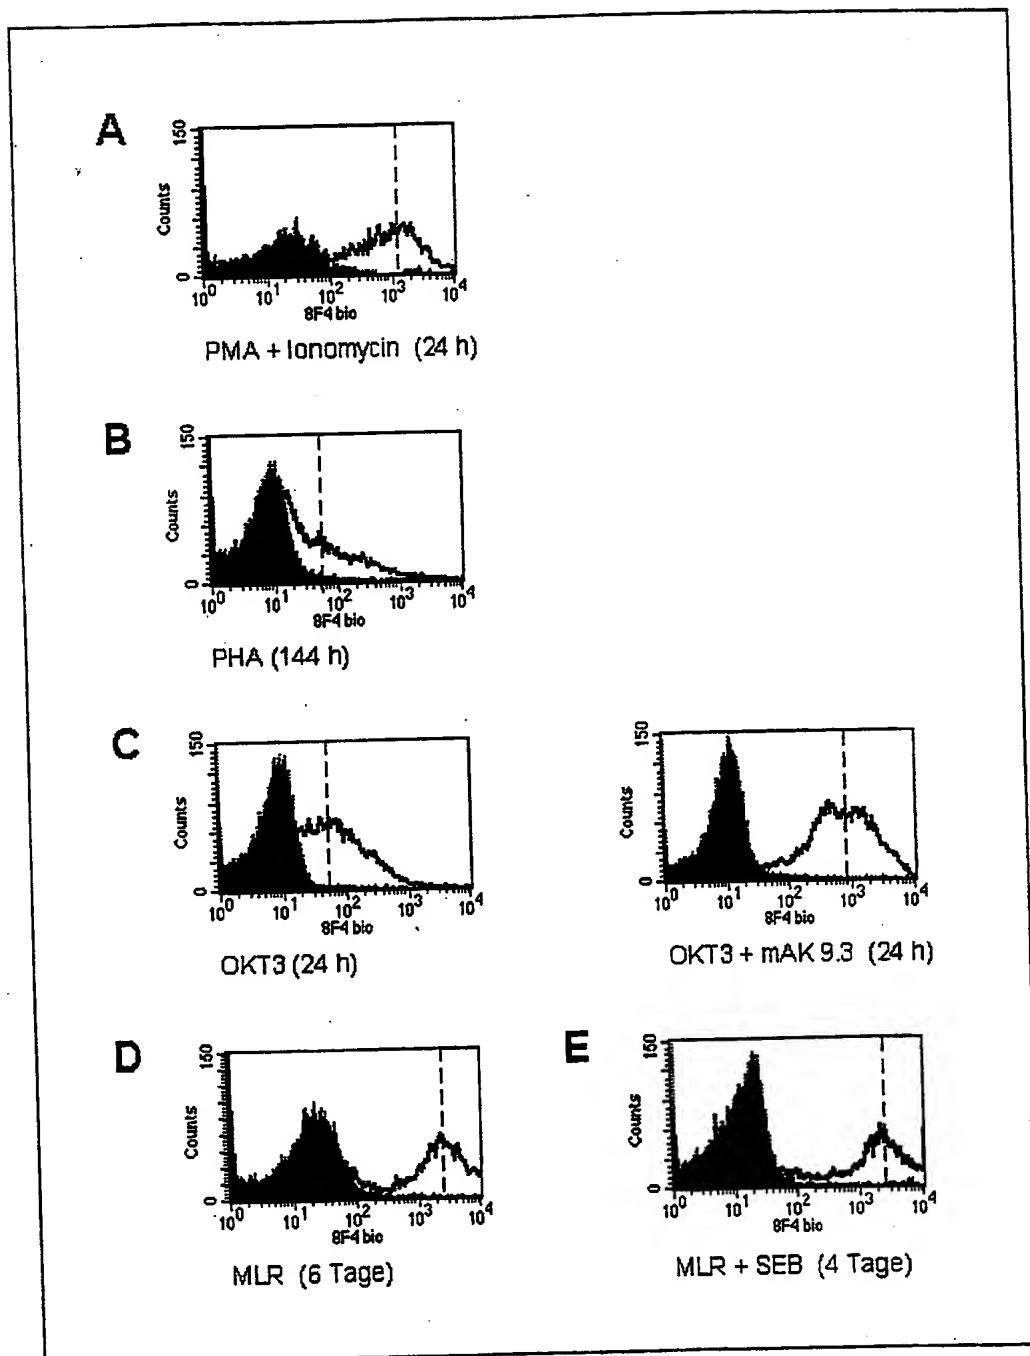 A
150
Counts
0
10^0 10^1 10^2 10^3 10^4
8F4 bio
PMA + Ionomycin (24 h)
B
150
Counts
0
10^0 10^1 10^2 10^3 10^4
8F4 bio
PHA (144 h)
C
150
Counts
0
10^0 10^1 10^2 10^3 10^4
8F4 bio
OKT3 (24 h)
150
Counts
0
10^0 10^1 10^2 10^3 10^4
8F4 bio
OKT3 + mAK 9.3 (24 h)
D
150
Counts
0
10^0 10^1 10^2 10^3 10^4
8F4 bio
MLR (6 Tage)
E
150
Counts
0
10^0 10^1 10^2 10^3 10^4
8F4 bio
MLR + SEB (4 Tage)